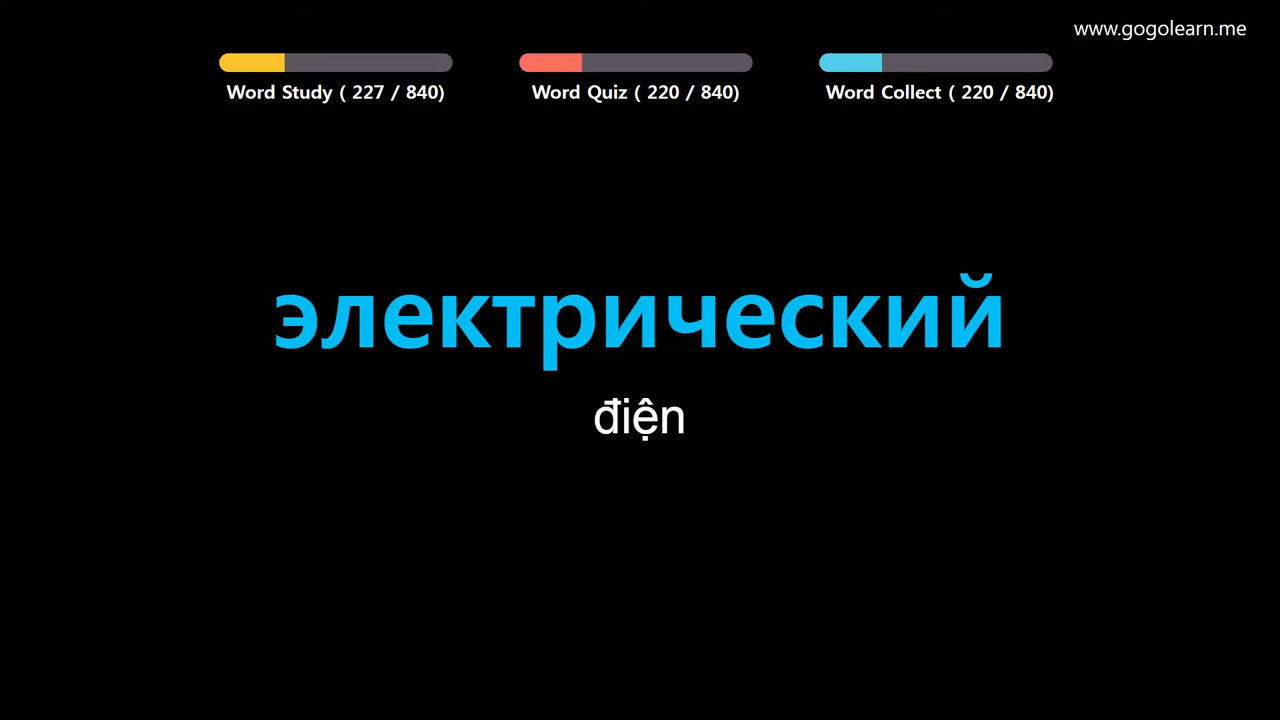 www.gogolearn.me
Word Study ( 227 / 840)
Word Quiz ( 220 / 840)
Word Collect ( 220 / 840)
электрический
điện